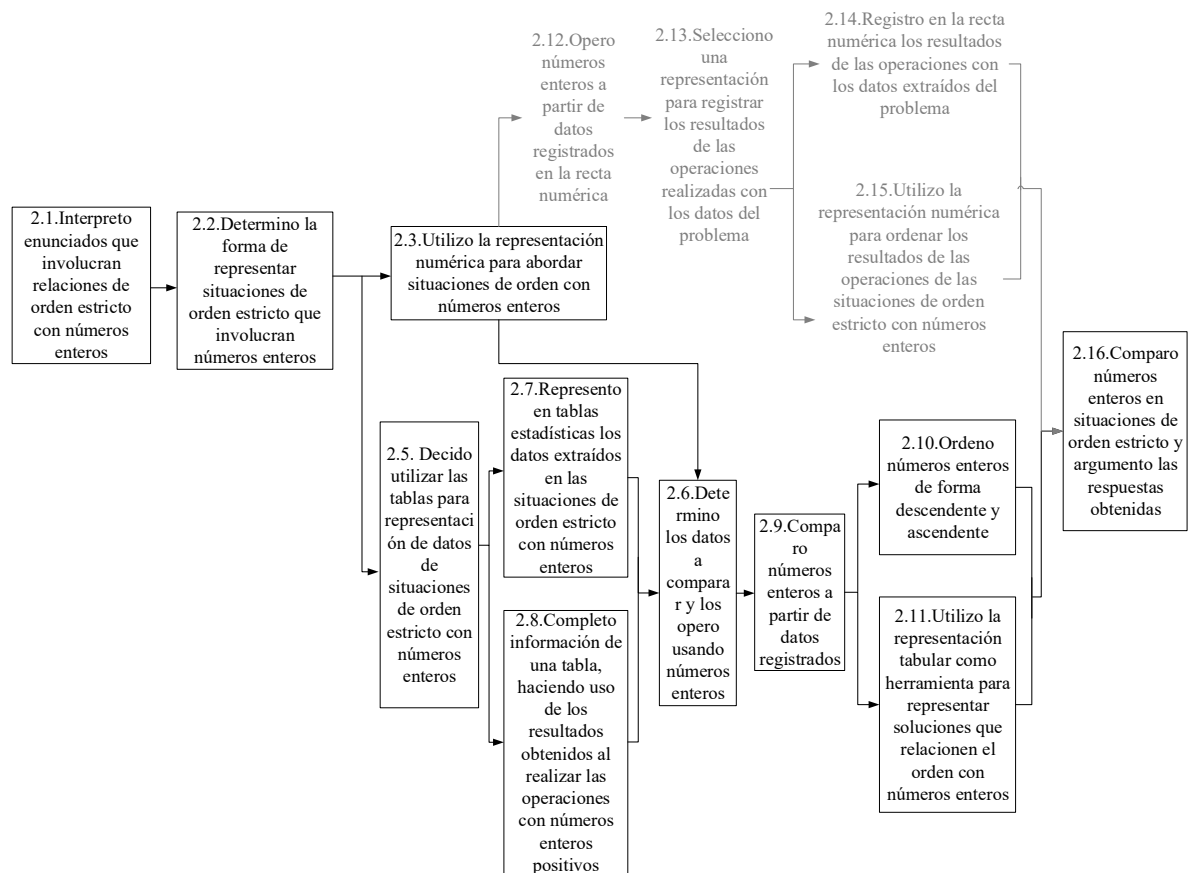 2.12.Opero
números
enteros a
partir de
datos
registrados
en la recta
numérica
2.13.Selecciono
una
representación
para registrar
los resultados
de las
operaciones
realizadas con
los datos del
problema
2.14.Registro en la recta
numérica los resultados
de las operaciones con
los datos extraídos del
problema
2.15.Utilizo la
representación numérica
para ordenar los
resultados de las
operaciones de las
situaciones de orden
estricto con números
enteros
2.1.Interpreto
enunciados que
involucran
relaciones de
orden estricto
con números
enteros
2.2.Determino la
forma de
representar
situaciones de
orden estricto que
involucran
números enteros
2.3.Utilizo la representación
numérica para abordar
situaciones de orden con
números enteros
2.5. Decido
utilizar las
tablas para
representaci
ón de datos
de
situaciones
de orden
estricto con
números
enteros
2.7.Represento
en tablas
estadísticas los
datos extraídos
en las
situaciones de
orden estricto
con números
enteros
2.8.Completo
información de
una tabla,
haciendo uso de
los resultados
obtenidos al
realizar las
operaciones
con números
enteros
positivos
2.6.Dete
rmino
los datos
a
compara
r y los
opero
usando
números
enteros
2.9.Compa
ro
números
enteros a
partir de
datos
registrados
2.10.Ordeno
números enteros
de forma
descendente y
ascendente
2.11.Utilizo la
representación
tabular como
herramienta para
representar
soluciones que
relacionen el
orden con
números enteros
2.16.Comparo
números
enteros en
situaciones de
orden estricto y
argumento las
respuestas
obtenidas